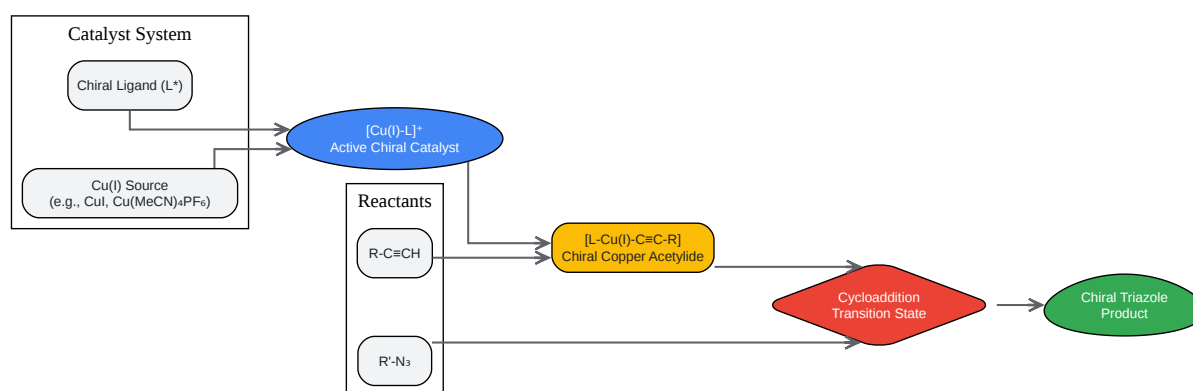 Catalyst System
Chiral Ligand (L*)
Cu(I) Source
(e.g., CuI, Cu(MeCN)₄PF₆)
[Cu(I)-L]⁺
Active Chiral Catalyst
Reactants
R-C≡CH
R'-N₃
[L-Cu(I)-C≡C-R]
Chiral Copper Acetylide
Cycloaddition
Transition State
Chiral Triazole
Product